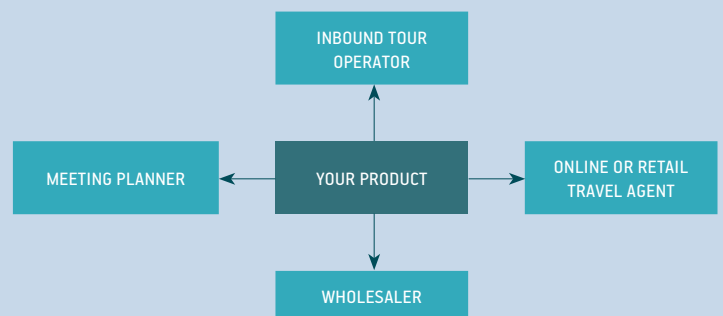 INBOUND TOUR
OPERATOR
MEETING PLANNER
YOUR PRODUCT
ONLINE OR RETAIL
TRAVEL AGENT
WHOLESALER